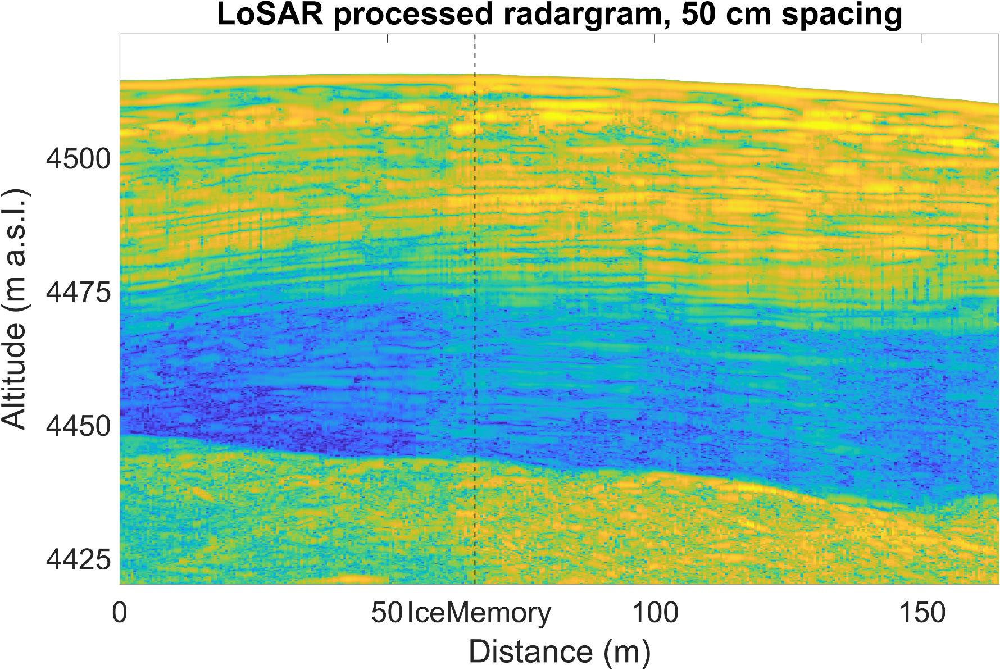 LoSAR processed radargram, 50 cm spacing
Altitude (m a.s.l.)
4500
4475
4450
4425
0 50 IceMemory 100 150
Distance (m)